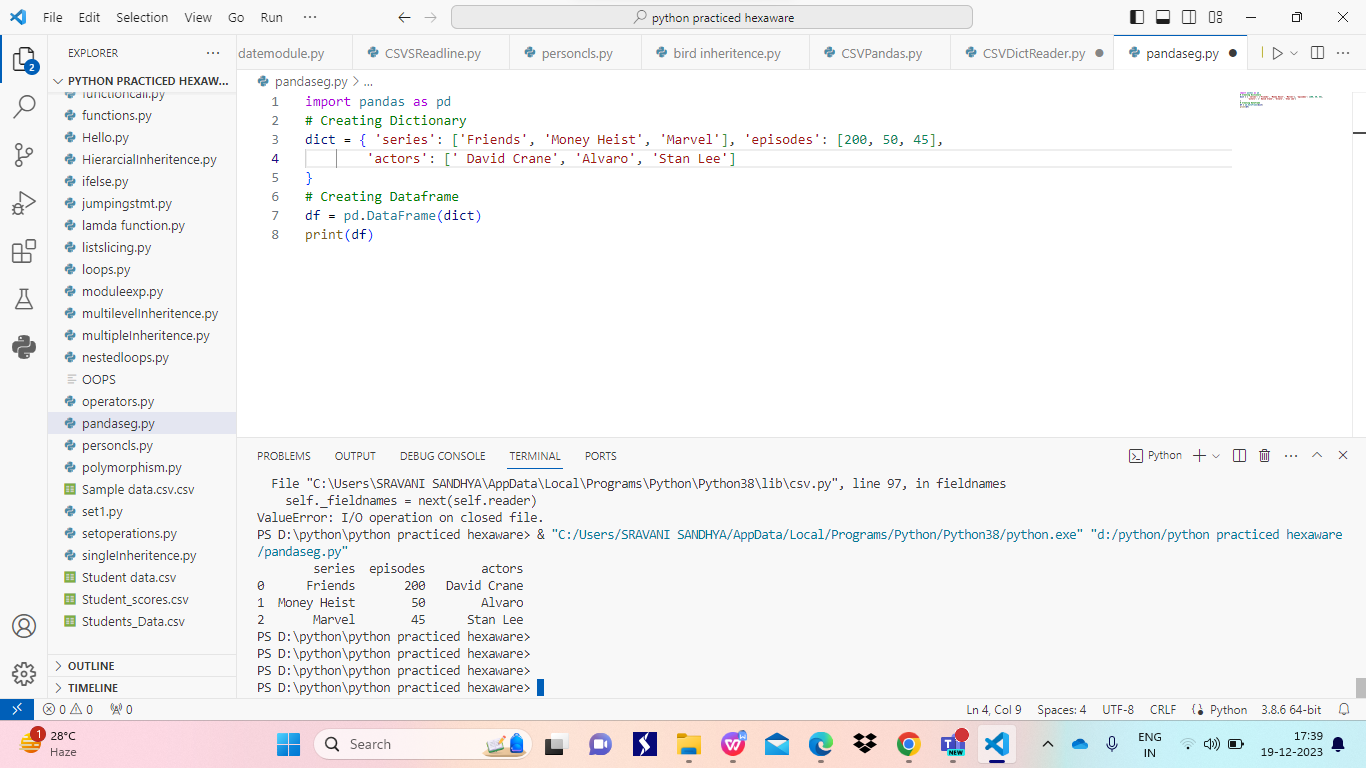 File Edit Selection View Go Run ··· python practiced hexaware
EXPLORER ···
datemodule.py CSVSReadline.py personcls.py bird inheritence.py CSVPandas.py CSVDictReader.py pandaseg.py
PYTHON PRACTICED HEXAW...
functioncall.py
functions.py
Hello.py
HierarcialInheritence.py
ifelse.py
jumpingstmt.py
lamda function.py
listslicing.py
loops.py
moduleexp.py
multilevelInheritence.py
multipleInheritence.py
nestedloops.py
OOPS
operators.py
pandaseg.py
personcls.py
polymorphism.py
Sample data.csv.csv
set1.py
setoperations.py
singleInheritence.py
Student data.csv
Student_scores.csv
Students_Data.csv
OUTLINE
TIMELINE
2
pandaseg.py > ...
1 import pandas as pd
2 # Creating Dictionary
3 dict = { 'series': ['Friends', 'Money Heist', 'Marvel'], 'episodes': [200, 50, 45],
4 'actors': [' David Crane', 'Alvaro', 'Stan Lee']
5 }
6 # Creating Dataframe
7 df = pd.DataFrame(dict)
8 print(df)
PROBLEMS OUTPUT DEBUG CONSOLE TERMINAL PORTS Python
File "C:\Users\SRAVANI SANDHYA\AppData\Local\Programs\Python\Python38\lib\csv.py", line 97, in fieldnames
self._fieldnames = next(self.reader)
ValueError: I/O operation on closed file.
PS D:\python\python practiced hexaware> & "C:/Users/SRAVANI SANDHYA/AppData/Local/Programs/Python/Python38/python.exe" "d:/python/python practiced hexaware
/pandaseg.py"
series episodes actors
0 Friends 200 David Crane
1 Money Heist 50 Alvaro
2 Marvel 45 Stan Lee
PS D:\python\python practiced hexaware>
PS D:\python\python practiced hexaware>
PS D:\python\python practiced hexaware>
PS D:\python\python practiced hexaware>
0 0 0 Ln 4, Col 9 Spaces: 4 UTF-8 CRLF Python 3.8.6 64-bit
1 28°C
Haze
Search
NEW
ENG
IN
17:39
19-12-2023